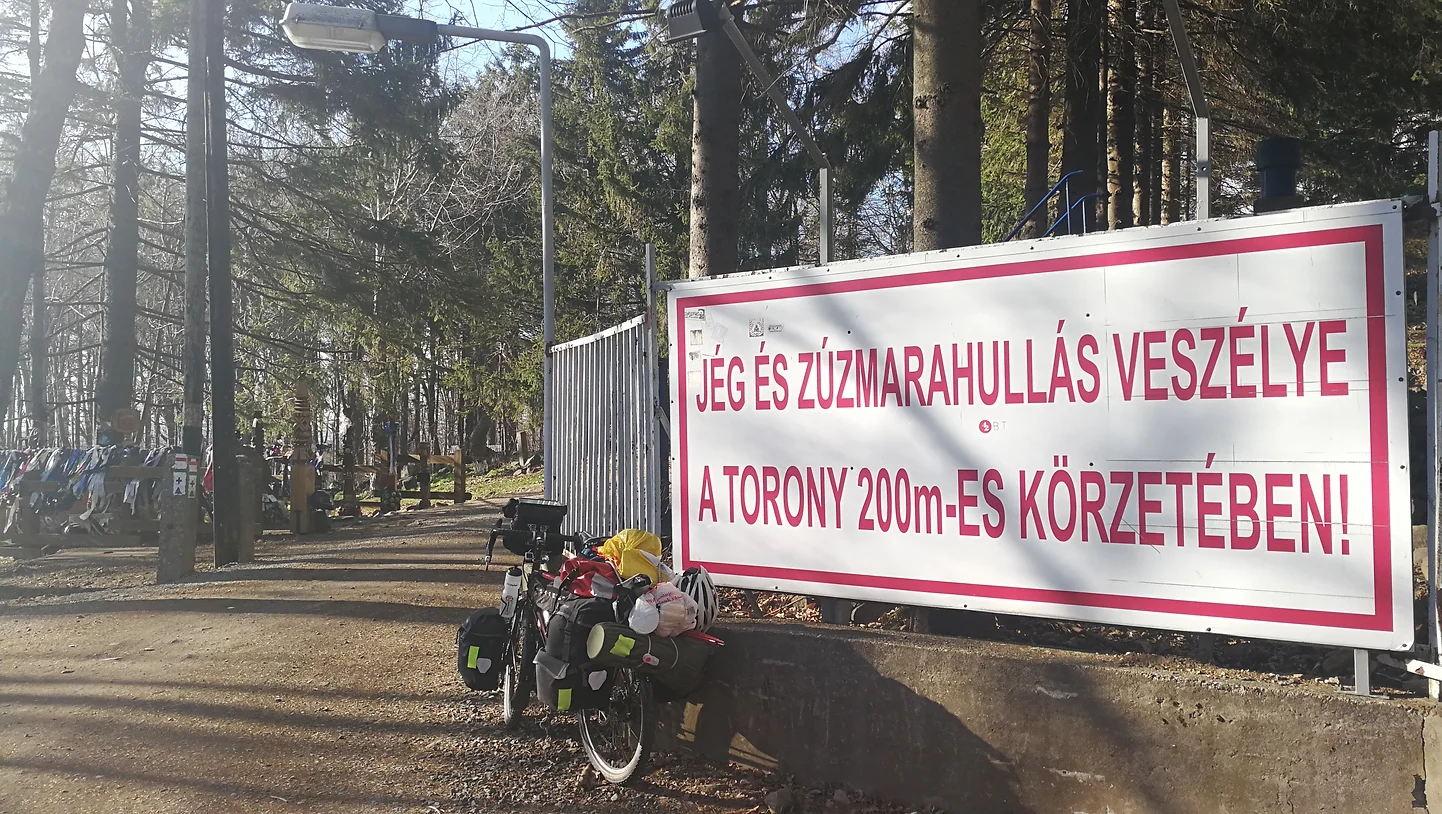 JÉG ÉS ZÚZMARAHULLÁS VESZÉLYE
A TORONY 200m-ES KÖRZETÉBEN!